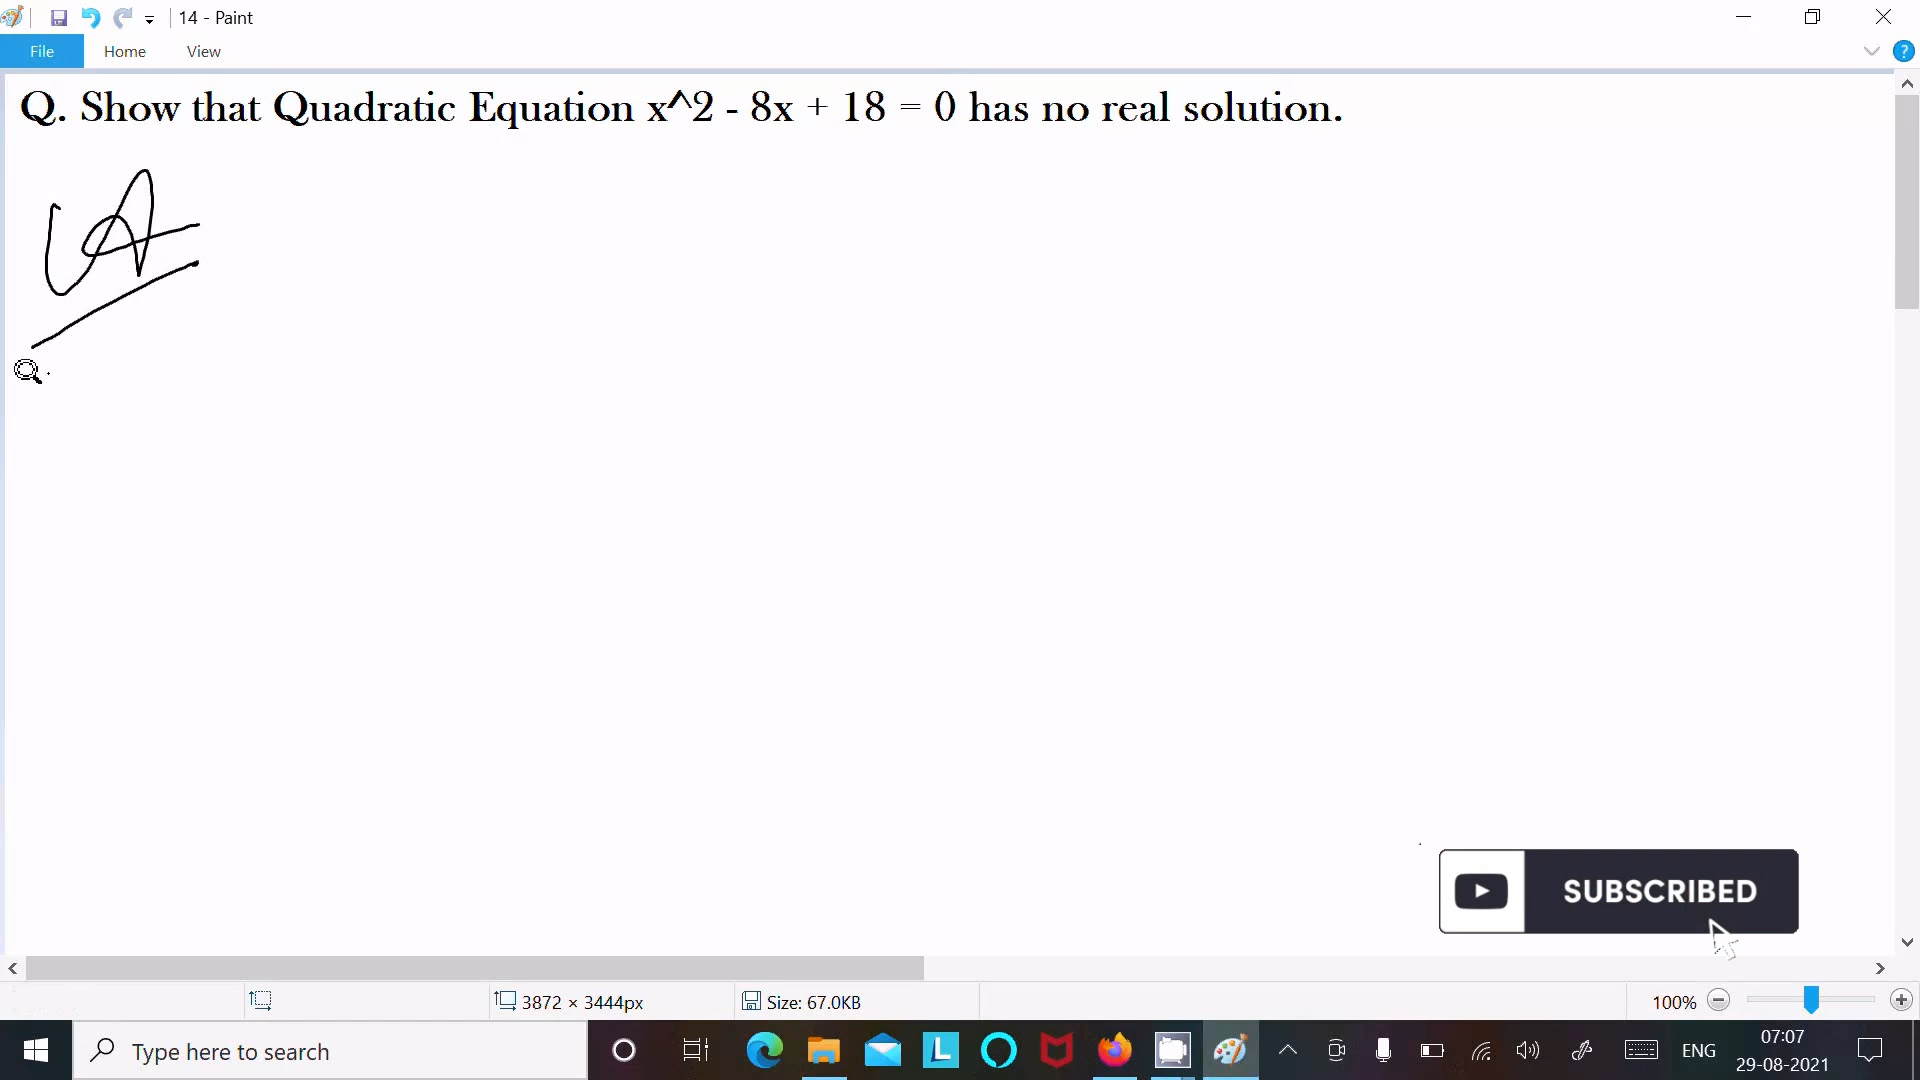 14 - Paint
File Home View
Q. Show that Quadratic Equation x^2 - 8x + 18 = 0 has no real solution.
SUBSCRIBED
3872 × 3444px Size: 67.0KB 100%
Type here to search
L
ENG
07:07
29-08-2021